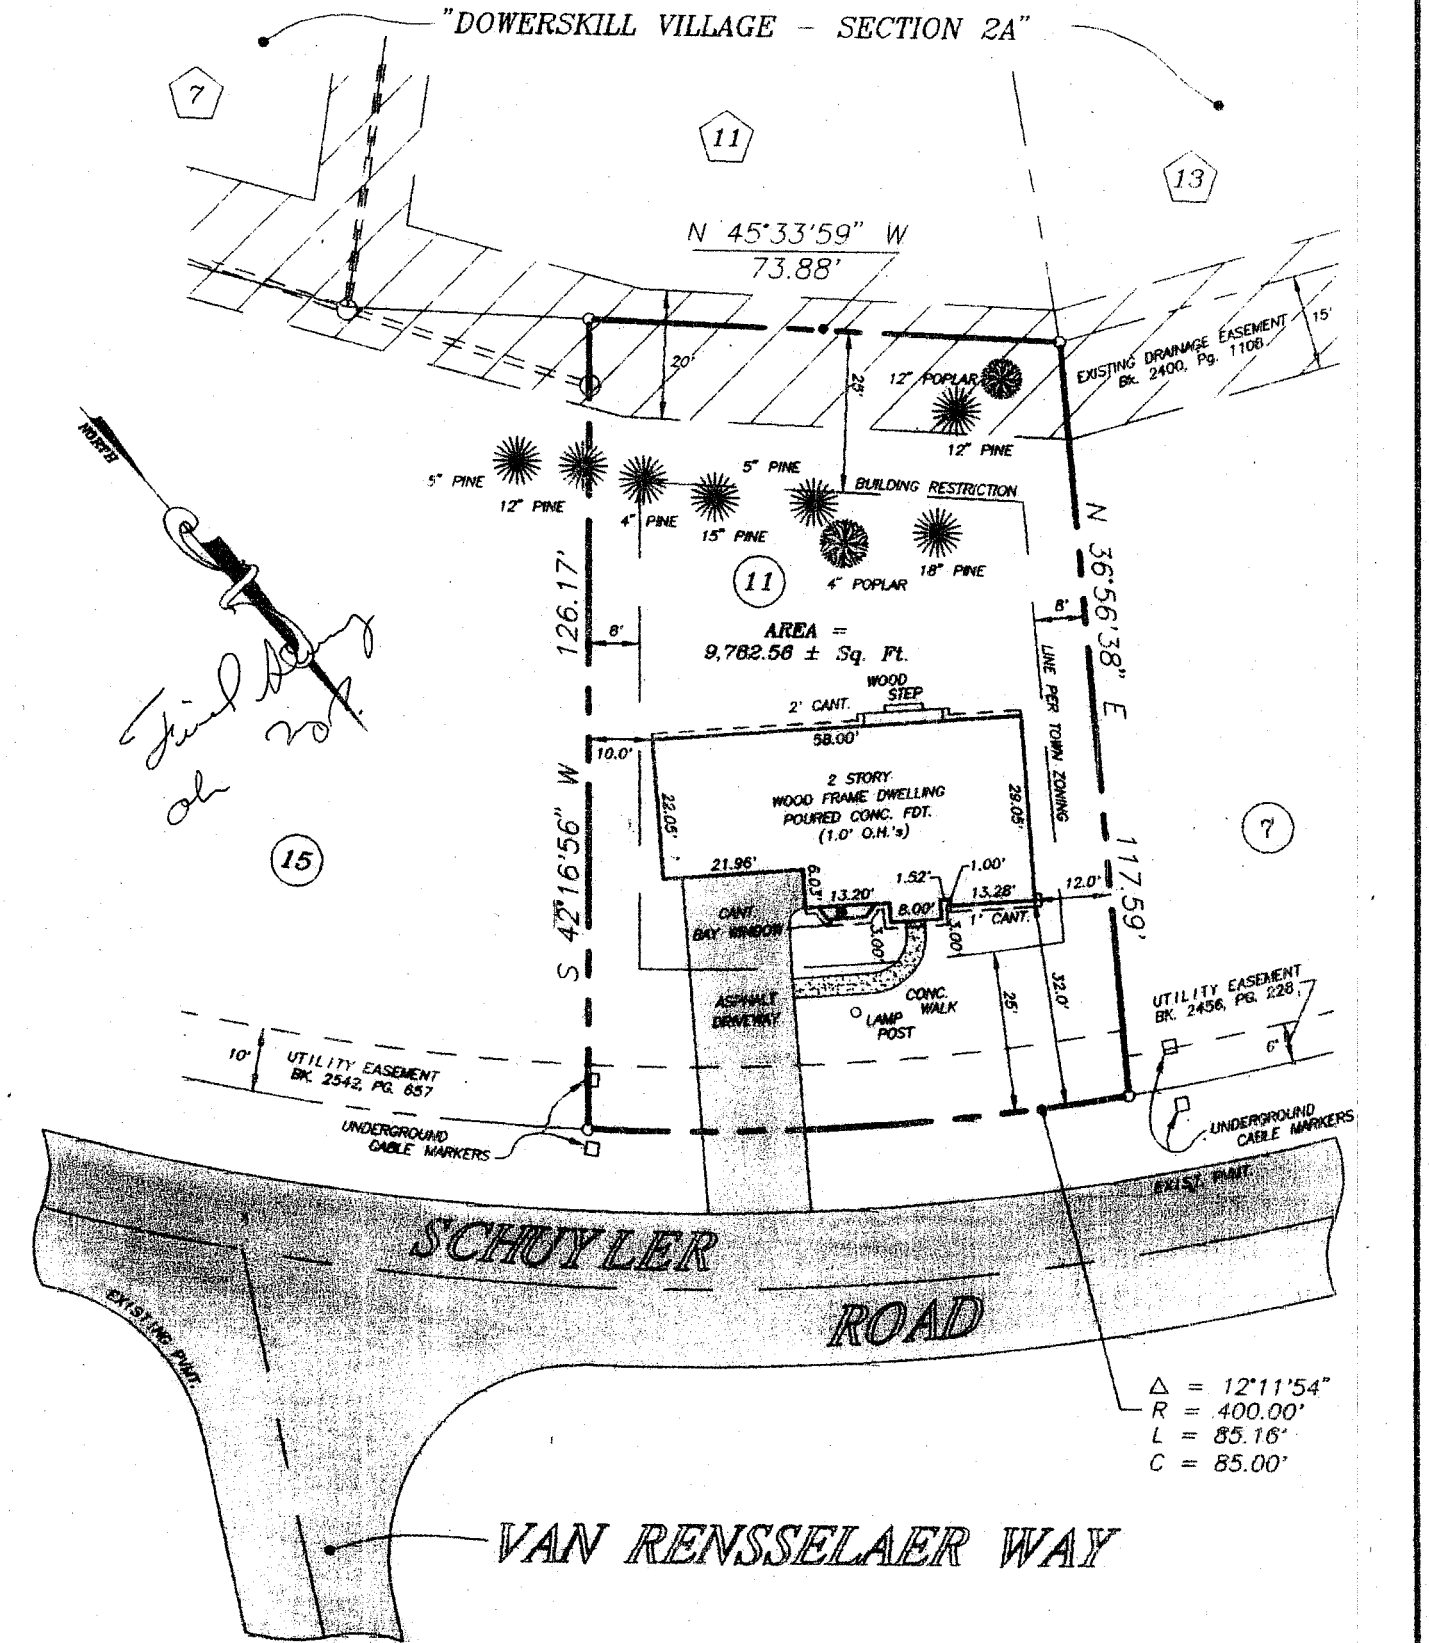 "DOWERSKILL VILLAGE - SECTION 2A"
7
11
13
N 45°33'59" W
73.88'
15'
EXISTING DRAINAGE EASEMENT
Bk. 2400, Pg. 1108
20'
25'
12" POPLAR
12" PINE
NORTH
5" PINE
12" PINE
4" PINE
15" PINE
5" PINE
BUILDING RESTRICTION
4" POPLAR
18" PINE
11
N 36°56'38" E
117.59'
126.17'
S 42°16'56" W
8'
8'
AREA =
9,782.56 ± Sq. Ft.
LINE PER TOWN ZONING
Final
ok
WOOD
STEP
2' CANT.
58.00'
10.0'
2 STORY
WOOD FRAME DWELLING
POURED CONC. FDT.
(1.0' O.H.'s)
22.05'
29.05'
15
7
21.96'
6.03'
13.20'
1.52'
1.00'
8.00'
13.28'
12.0'
1' CANT.
3.00'
3.00'
CANT.
BAY WINDOW
ASPHALT
DRIVEWAY
CONC.
WALK
LAMP
POST
25'
32.0'
UTILITY EASEMENT
BK. 2456, PG. 228
6'
10'
UTILITY EASEMENT
BK. 2542, PG. 657
UNDERGROUND
CABLE MARKERS
UNDERGROUND
CABLE MARKERS
EXIST. PVMT.
SCHUYLER
ROAD
EXISTING PVMT.
Δ = 12°11'54"
R = 400.00'
L = 85.16'
C = 85.00'
VAN RENSSELAER WAY